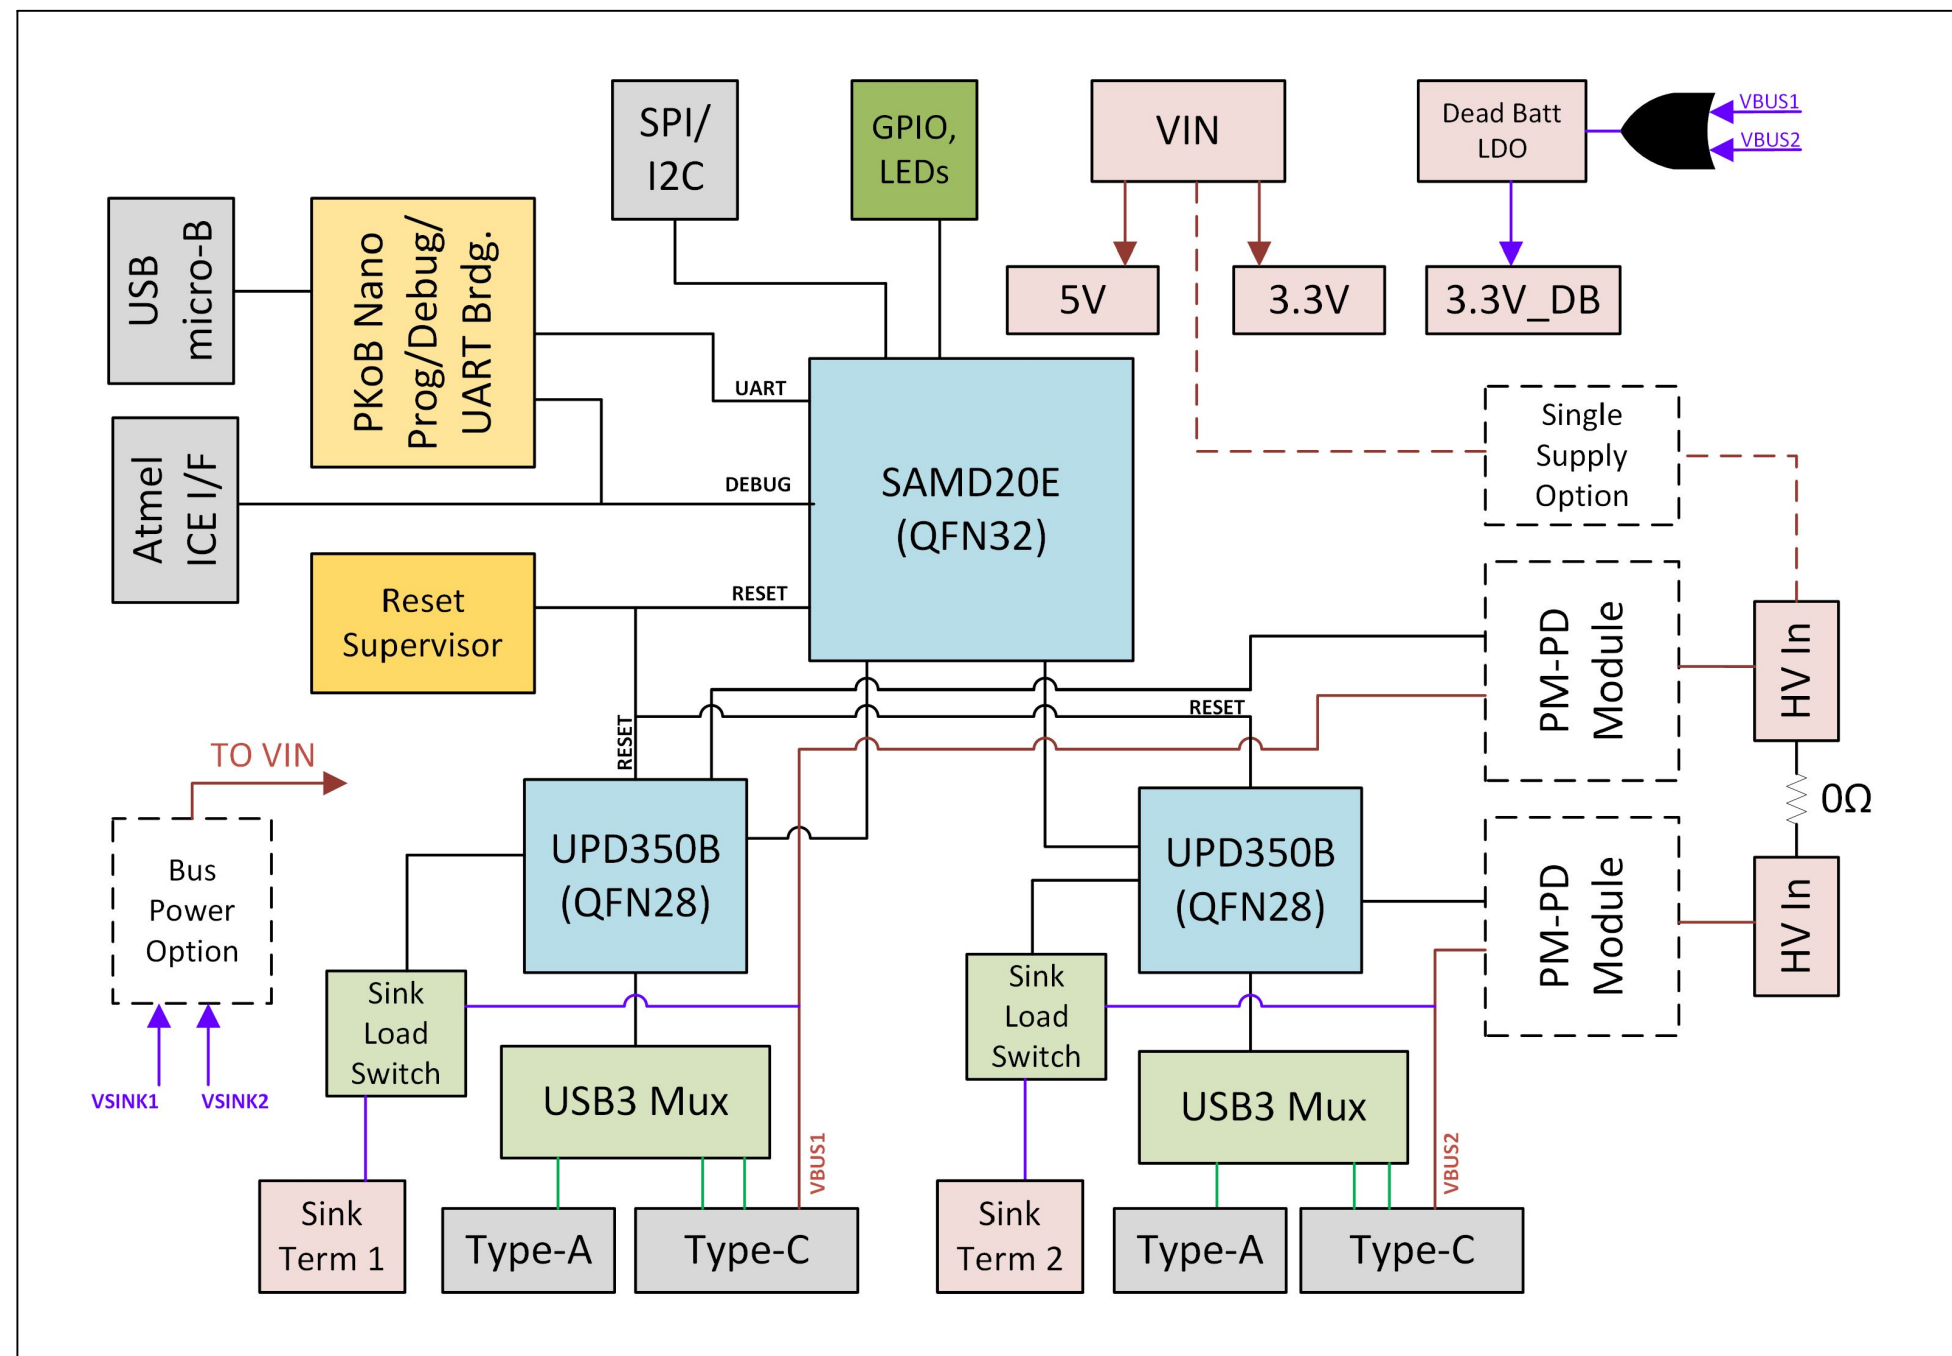 SPI/
I2C
GPIO,
LEDs
VIN
Dead Batt
LDO
VBUS1
VBUS2
USB
micro-B
PKoB Nano
Prog/Debug/
UART Brdg.
5V
3.3V
3.3V_DB
UART
Single
Supply
Option
Atmel
ICE I/F
DEBUG
SAMD20E
(QFN32)
Reset
Supervisor
RESET
PM-PD
Module
HV In
RESET
RESET
TO VIN
0Ω
Bus
Power
Option
UPD350B
(QFN28)
UPD350B
(QFN28)
PM-PD
Module
HV In
Sink
Load
Switch
Sink
Load
Switch
VSINK1
VSINK2
USB3 Mux
USB3 Mux
VBUS1
VBUS2
Sink
Term 1
Type-A
Type-C
Sink
Term 2
Type-A
Type-C